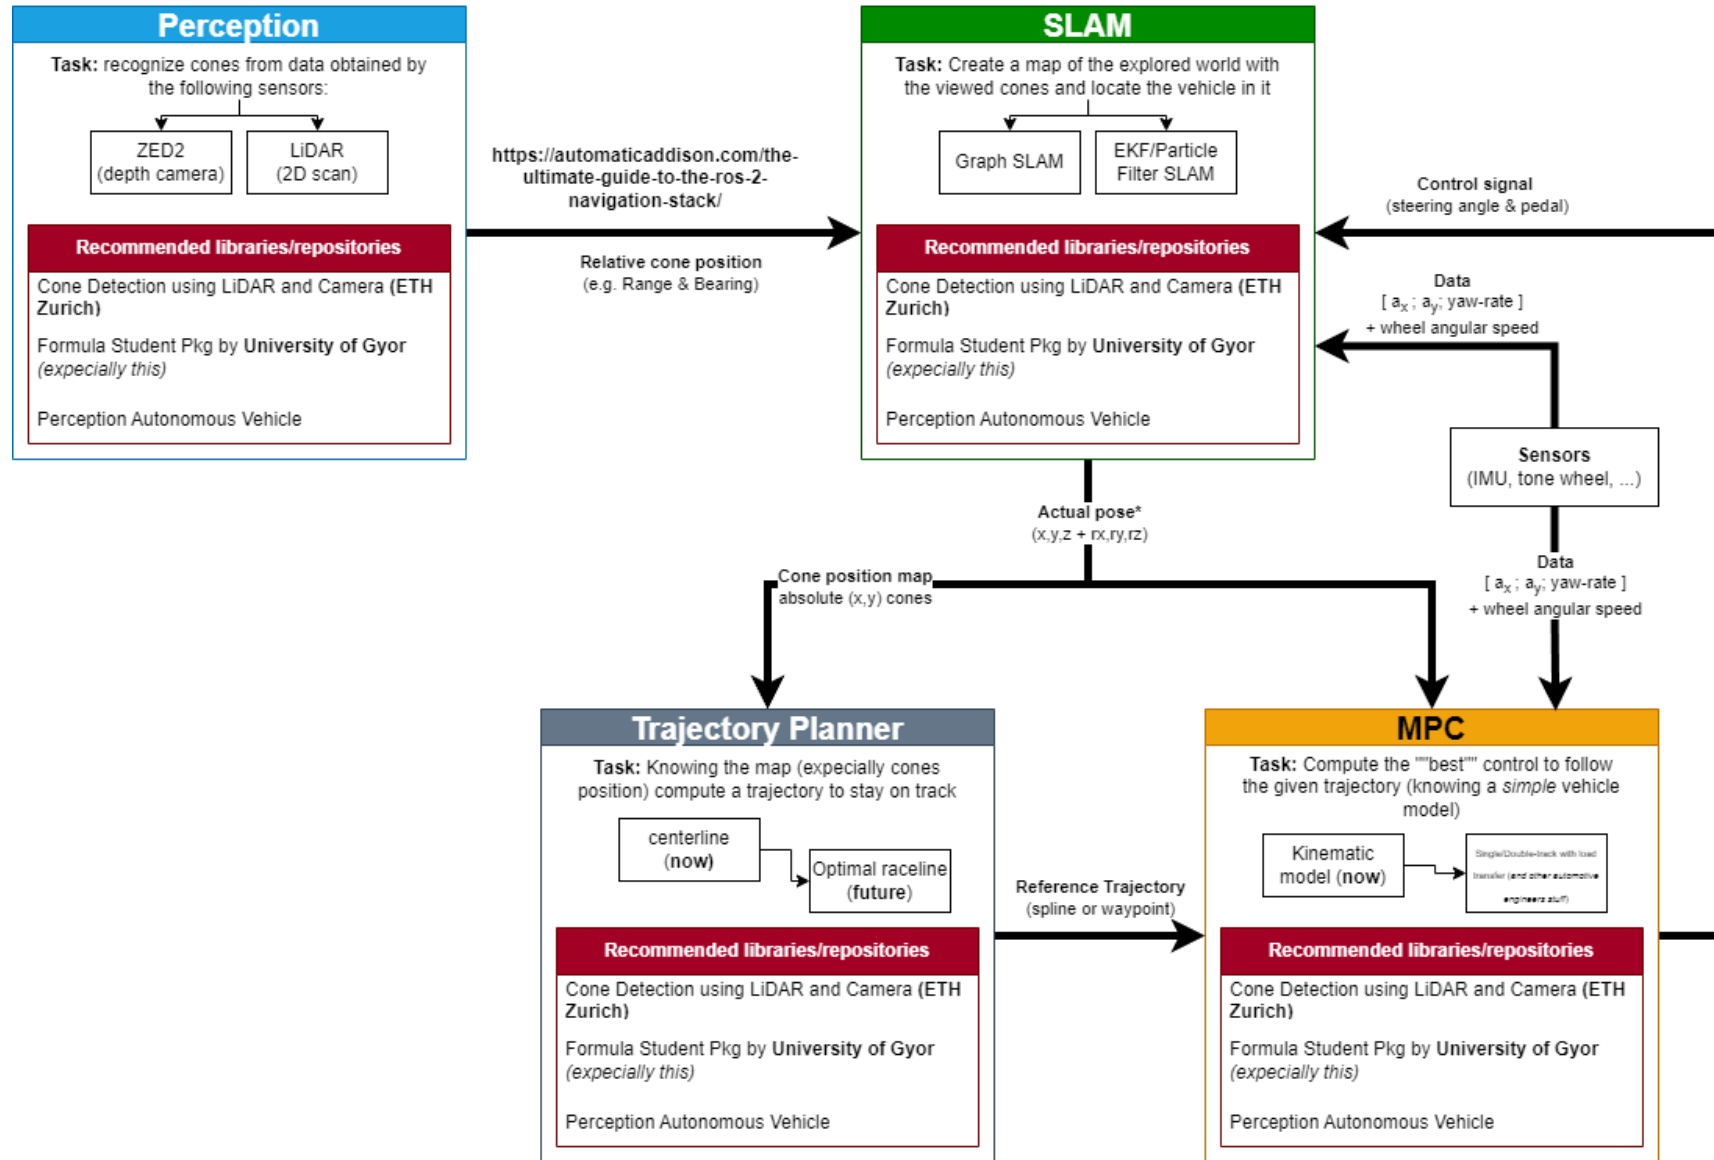 Perception
Task: recognize cones from data obtained by
the following sensors:
ZED2
(depth camera)
LiDAR
(2D scan)
Recommended libraries/repositories
Cone Detection using LiDAR and Camera (ETH
Zurich)
Formula Student Pkg by University of Gyor
(expecially this)
Perception Autonomous Vehicle
https://automaticaddison.com/the-
ultimate-guide-to-the-ros-2-
navigation-stack/
Relative cone position
(e.g. Range & Bearing)
SLAM
Task: Create a map of the explored world with
the viewed cones and locate the vehicle in it
Graph SLAM
EKF/Particle
Filter SLAM
Recommended libraries/repositories
Cone Detection using LiDAR and Camera (ETH
Zurich)
Formula Student Pkg by University of Gyor
(expecially this)
Perception Autonomous Vehicle
Control signal
(steering angle & pedal)
Data
[ ax ; ay; yaw-rate ]
+ wheel angular speed
Sensors
(IMU, tone wheel, ...)
Data
[ ax ; ay; yaw-rate ]
+ wheel angular speed
Actual pose*
(x,y,z + rx,ry,rz)
Cone position map
absolute (x,y) cones
Trajectory Planner
Task: Knowing the map (expecially cones
position) compute a trajectory to stay on track
centerline
(now)
Optimal raceline
(future)
Recommended libraries/repositories
Cone Detection using LiDAR and Camera (ETH
Zurich)
Formula Student Pkg by University of Gyor
(expecially this)
Perception Autonomous Vehicle
Reference Trajectory
(spline or waypoint)
MPC
Task: Compute the ""best"" control to follow
the given trajectory (knowing a simple vehicle
model)
Kinematic
model (now)
Single/Double-track with load
transfer (and other automotive
engineers stuff)
Recommended libraries/repositories
Cone Detection using LiDAR and Camera (ETH
Zurich)
Formula Student Pkg by University of Gyor
(expecially this)
Perception Autonomous Vehicle